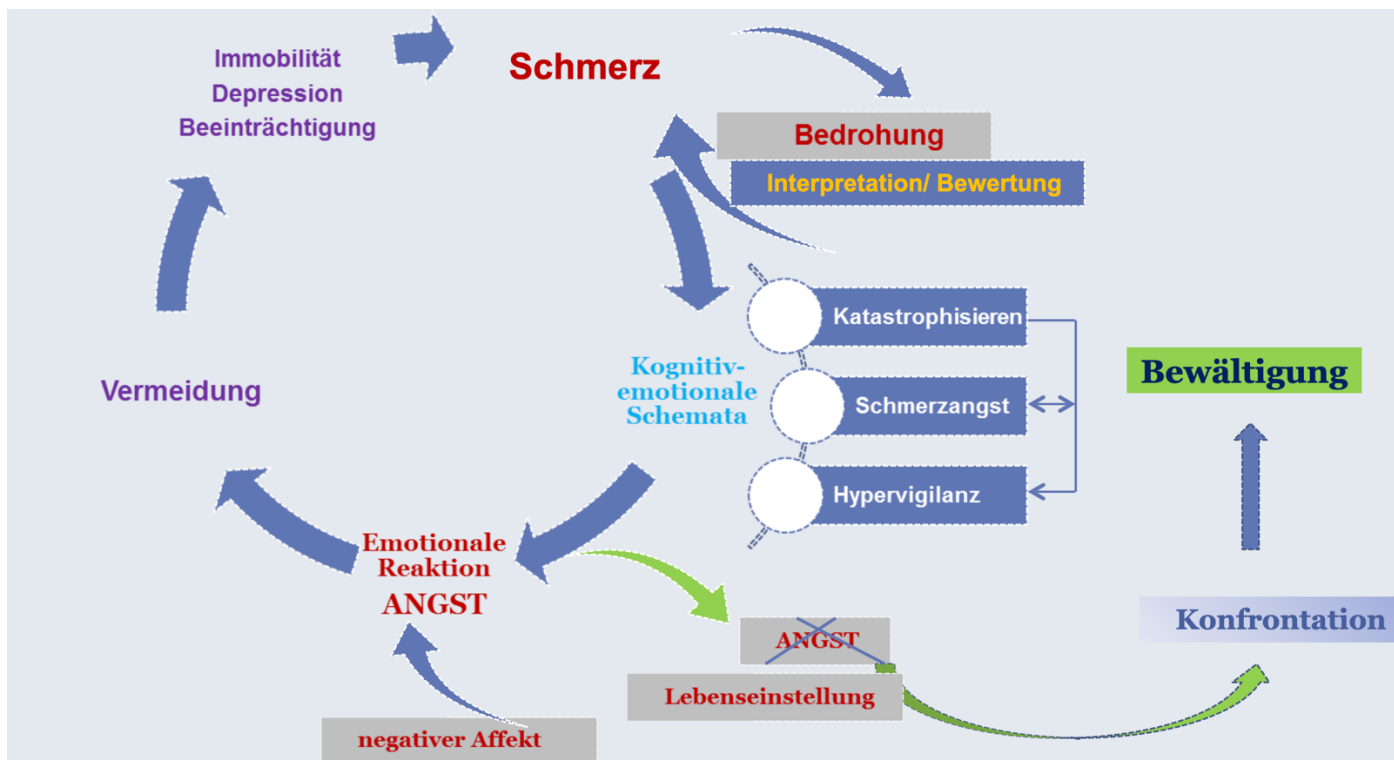 Immobilität
Depression
Beeinträchtigung
Schmerz
Bedrohung
Interpretation/ Bewertung
Katastrophisieren
Kognitiv-
emotionale
Schemata
Schmerzangst
Hypervigilanz
Bewältigung
Vermeidung
Emotionale
Reaktion
ANGST
ANGST
Lebenseinstellung
Konfrontation
negativer Affekt